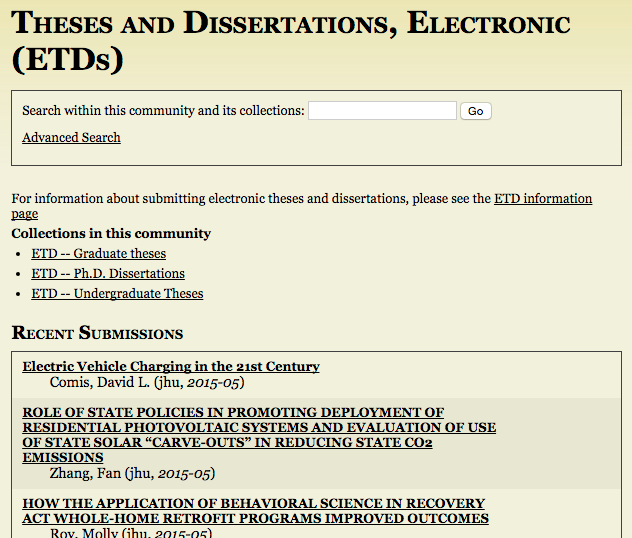 Theses and Dissertations, Electronic
(ETDs)
Search within this community and its collections: Go
Advanced Search
For information about submitting electronic theses and dissertations, please see the ETD information
page
Collections in this community
• ETD -- Graduate theses
• ETD -- Ph.D. Dissertations
• ETD -- Undergraduate Theses
Recent Submissions
Electric Vehicle Charging in the 21st Century
Comis, David L. (jhu, 2015-05)
ROLE OF STATE POLICIES IN PROMOTING DEPLOYMENT OF
RESIDENTIAL PHOTOVOLTAIC SYSTEMS AND EVALUATION OF USE
OF STATE SOLAR “CARVE-OUTS” IN REDUCING STATE CO2
EMISSIONS
Zhang, Fan (jhu, 2015-05)
HOW THE APPLICATION OF BEHAVIORAL SCIENCE IN RECOVERY
ACT WHOLE-HOME RETROFIT PROGRAMS IMPROVED OUTCOMES
Roy, Molly (jhu, 2015-05)